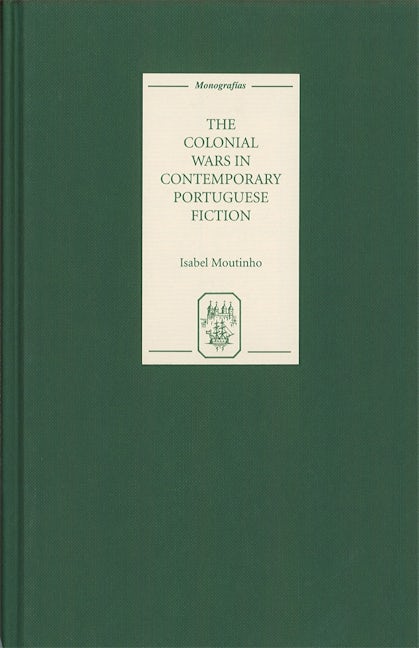 Monografías
THE
COLONIAL
WARS IN
CONTEMPORARY
PORTUGUESE
FICTION
Isabel Moutinho